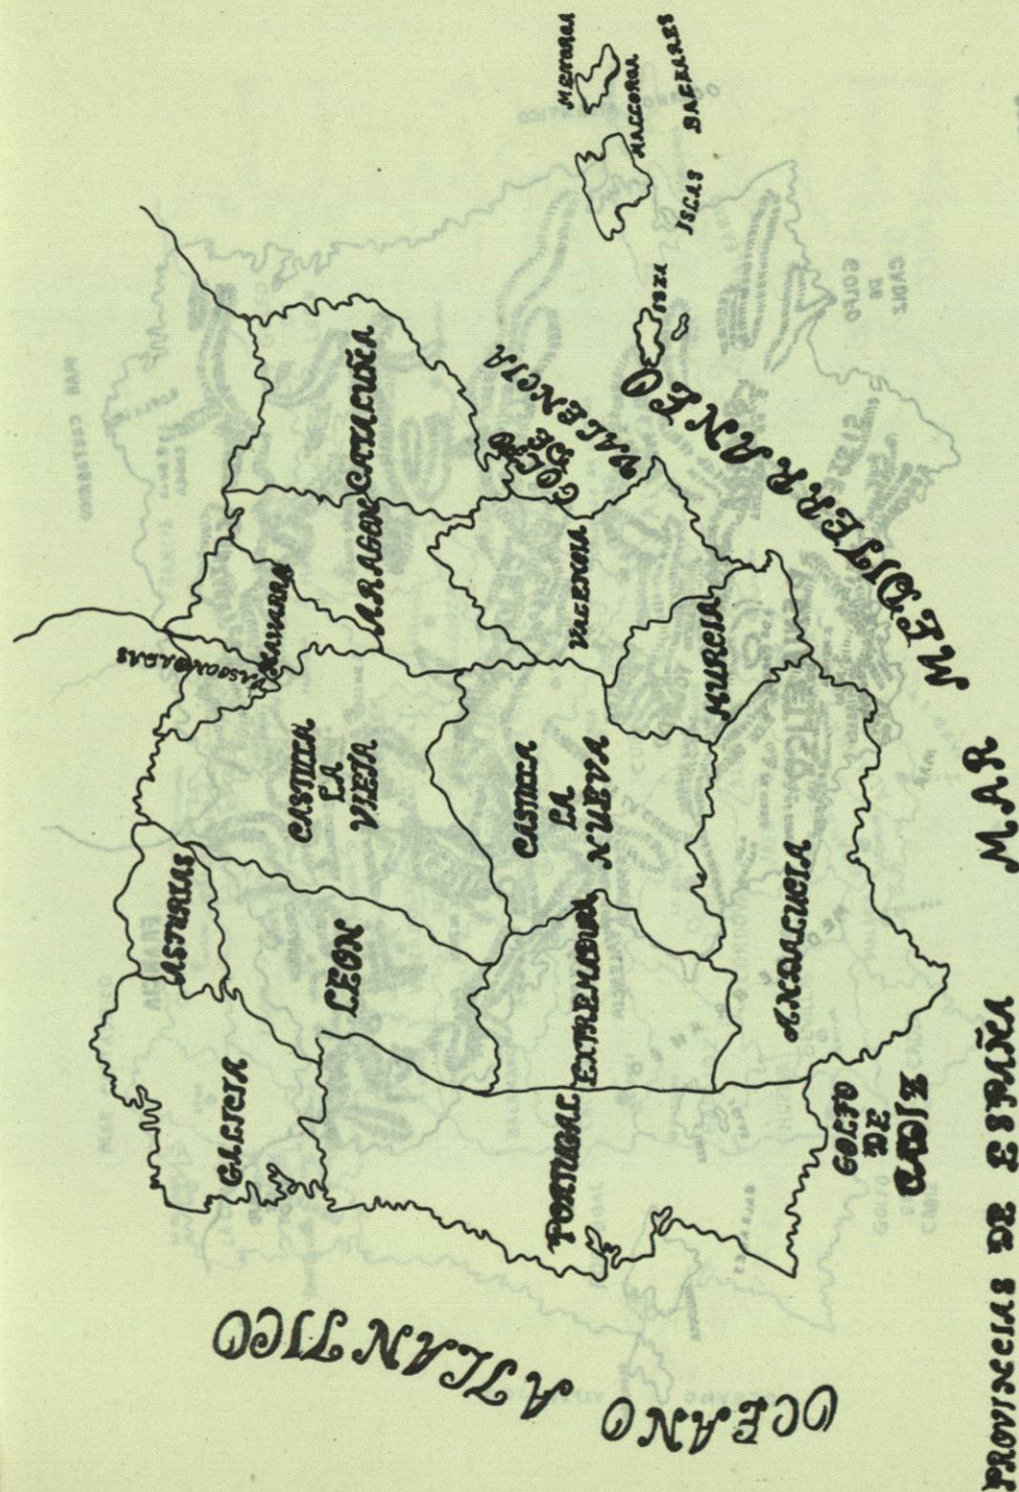 GALICIA
ASTURIAS
LEON
CASTILLA
LA
VIEJA
VASCONGADAS
NAVARRA
ARAGON
CATALUÑA
PORTUGAL
EXTREMADURA
CASTILLA
LA
NUEVA
VALENCIA
GOLFO
DE
VALENCIA
MURCIA
ANDALUCIA
MENORCA
MALLORCA
IBIZA
ISLAS BALEARES
OCEANO ATLANTICO
GOLFO
DE
CADIZ
MAR MEDITERRANEO
PROVINCIAS DE ESPAÑA